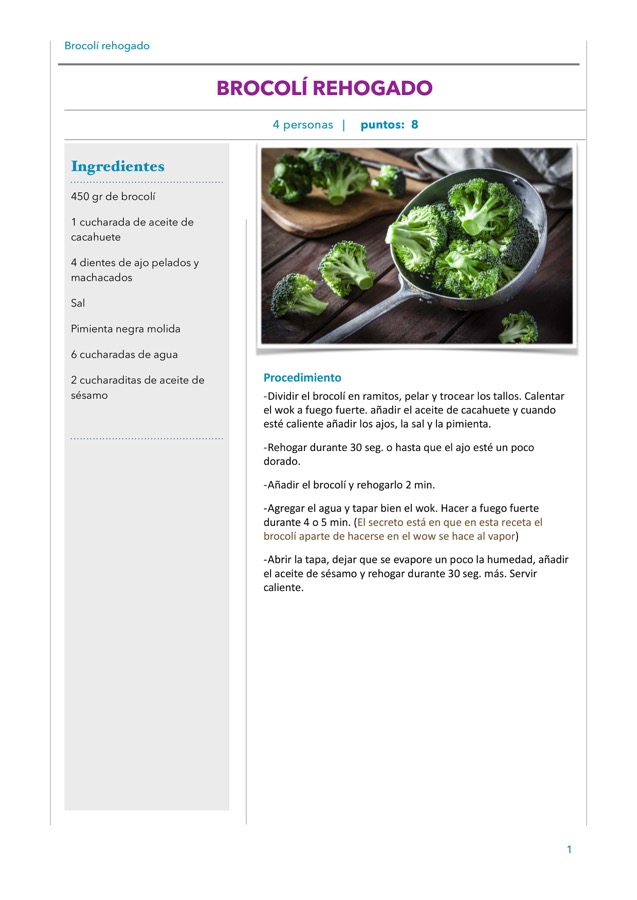 Brocolí rehogado
BROCOLÍ REHOGADO
4 personas | puntos: 8
Ingredientes
450 gr de brocolí
1 cucharada de aceite de
cacahuete
4 dientes de ajo pelados y
machacados
Sal
Pimienta negra molida
6 cucharadas de agua
2 cucharaditas de aceite de
sésamo
Procedimiento
-Dividir el brocolí en ramitos, pelar y trocear los tallos. Calentar
el wok a fuego fuerte. añadir el aceite de cacahuete y cuando
esté caliente añadir los ajos, la sal y la pimienta.
-Rehogar durante 30 seg. o hasta que el ajo esté un poco
dorado.
-Añadir el brocolí y rehogarlo 2 min.
-Agregar el agua y tapar bien el wok. Hacer a fuego fuerte
durante 4 o 5 min. (El secreto está en que en esta receta el
brocolí aparte de hacerse en el wow se hace al vapor)
-Abrir la tapa, dejar que se evapore un poco la humedad, añadir
el aceite de sésamo y rehogar durante 30 seg. más. Servir
caliente.
1